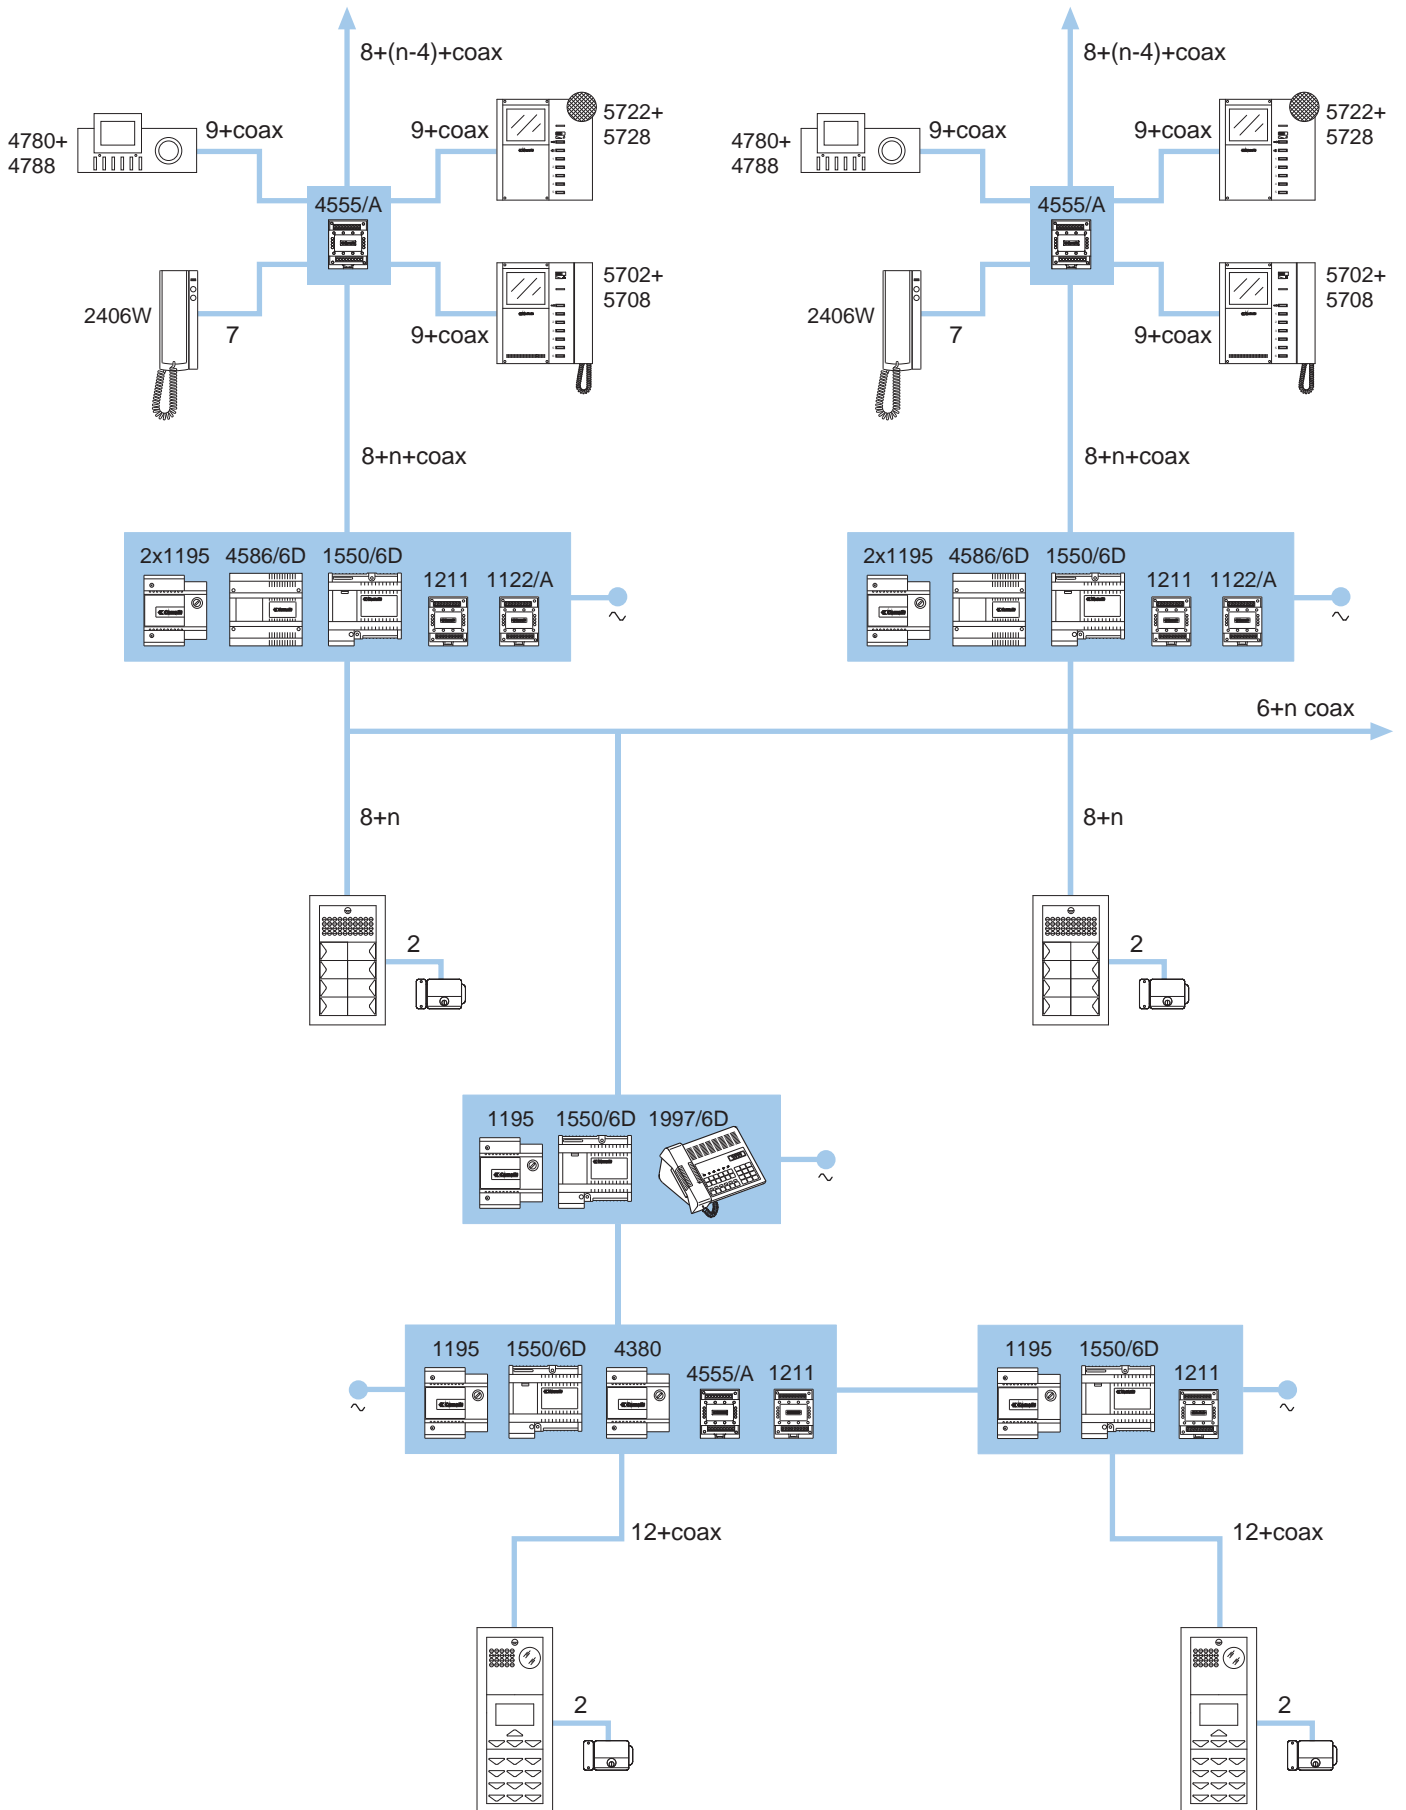 8+(n-4)+coax
8+(n-4)+coax
4780+
4788
9+coax
9+coax
5722+
5728
4780+
4788
9+coax
9+coax
5722+
5728
4555/A
4555/A
2406W
7
9+coax
5702+
5708
2406W
7
9+coax
5702+
5708
8+n+coax
8+n+coax
2x1195 4586/6D 1550/6D 1211 1122/A
~
2x1195 4586/6D 1550/6D 1211 1122/A
~
6+n coax
8+n
8+n
2
2
1195 1550/6D 1997/6D
~
1195 1550/6D 4380 4555/A 1211
~
1195 1550/6D 1211
~
12+coax
12+coax
2
2